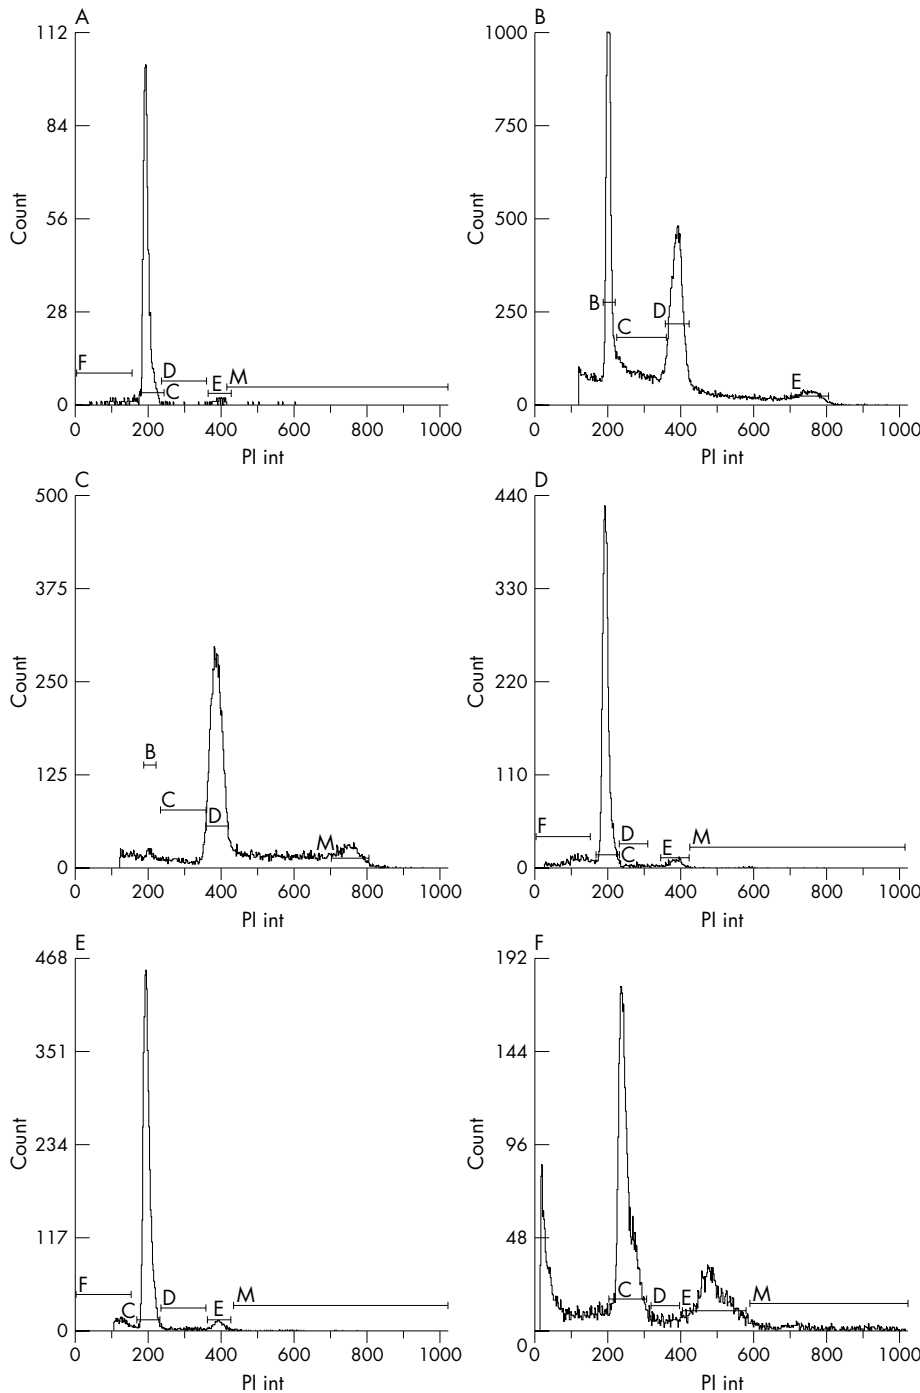 A
112
84
56
28
0
Count
F
D
C
E
M
0 200 400 600 800 1000
PI int
B
1000
750
500
250
0
Count
B
C
D
E
0 200 400 600 800 1000
PI int
C
500
375
250
125
0
Count
B
C
D
M
0 200 400 600 800 1000
PI int
D
440
330
220
110
0
Count
F
D
C
E
M
0 200 400 600 800 1000
PI int
E
468
351
234
117
0
Count
F
C
D
E
M
0 200 400 600 800 1000
PI int
F
192
144
96
48
0
Count
C
D
E
M
0 200 400 600 800 1000
PI int